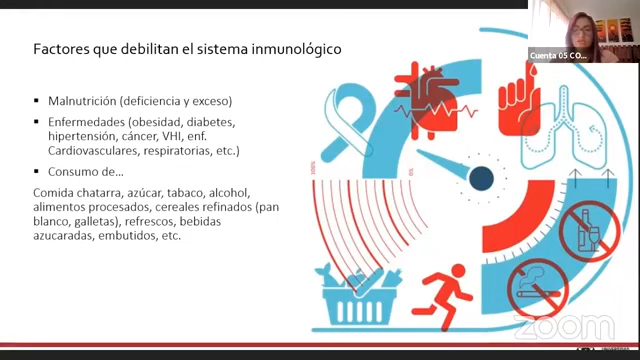 Factores que debilitan el sistema inmunológico
Cuenta 05 CO...
▪ Malnutrición (deficiencia y exceso)
▪ Enfermedades (obesidad, diabetes,
hipertensión, cáncer, VHI, enf.
Cardiovasculares, respiratorias, etc.)
▪ Consumo de...
Comida chatarra, azúcar, tabaco, alcohol,
alimentos procesados, cereales refinados (pan
blanco, galletas), refrescos, bebidas
azucaradas, embutidos, etc.
zoom